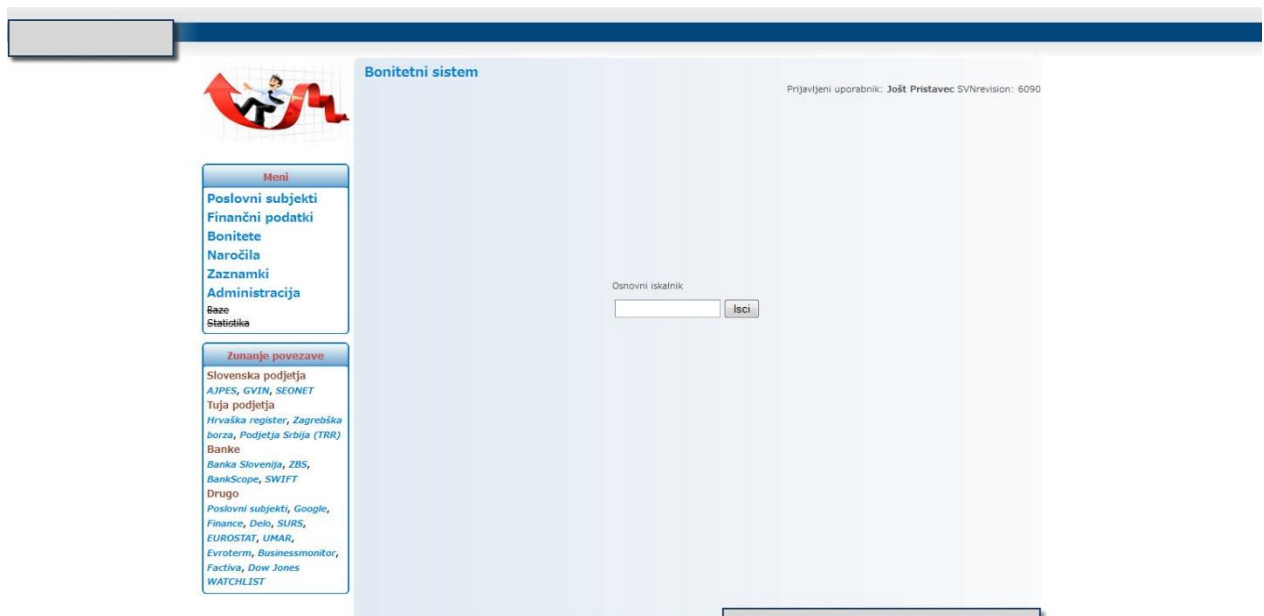 Bonitetni sistem
Prijavljeni uporabnik: Jošt Pristavec SVNrevision: 6090
Meni
Poslovni subjekti
Finančni podatki
Bonitete
Naročila
Zaznamki
Administracija
Baze
Statistika
Osnovni iskalnik
Isci
Zunanje povezave
Slovenska podjetja
AJPES, GVIN, SEONET
Tuja podjetja
Hrvaška register, Zagrebška
borza, Podjetja Srbija (TRR)
Banke
Banka Slovenija, ZBS,
BankScope, SWIFT
Drugo
Poslovni subjekti, Google,
Finance, Delo, SURS,
EUROSTAT, UMAR,
Evroterm, Businessmonitor,
Factiva, Dow Jones
WATCHLIST